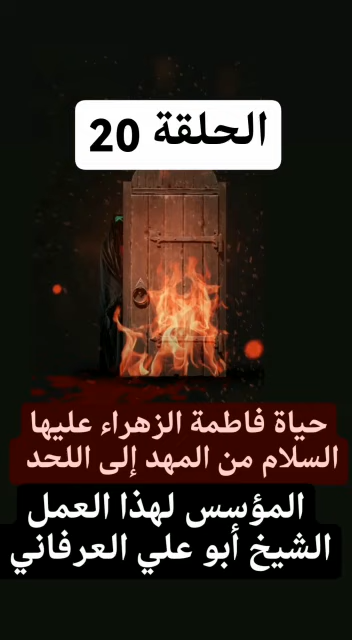 الحلقة 20
حياة فاطمة الزهراء عليها
السلام من المهد إلى اللحد
المؤسس لهذا العمل
الشيخ أبو علي العرفاني